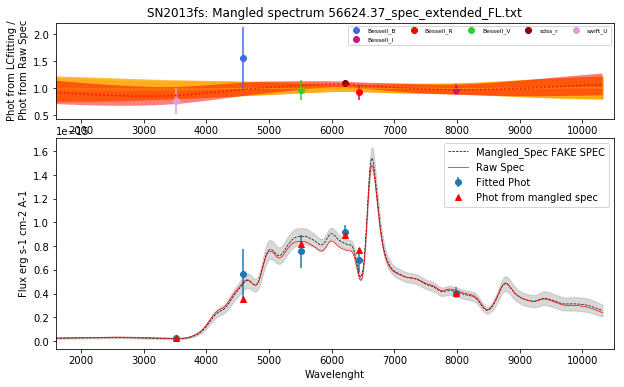 SN2013fs: Mangled spectrum 56624.37_spec_extended_FL.txt
Phot from LCfitting /
Phot from Raw Spec
2.0
1.5
1.0
0.5
Bessell_B
Bessell_R
Bessell_V
sdss_r
swift_U
Bessell_I
2000 3000 4000 5000 6000 7000 8000 9000 10000
Flux erg s-1 cm-2 A-1
1.6
1.4
1.2
1.0
0.8
0.6
0.4
0.2
0.0
Mangled_Spec FAKE SPEC
Raw Spec
Fitted Phot
Phot from mangled spec
2000 3000 4000 5000 6000 7000 8000 9000 10000
Wavelenght